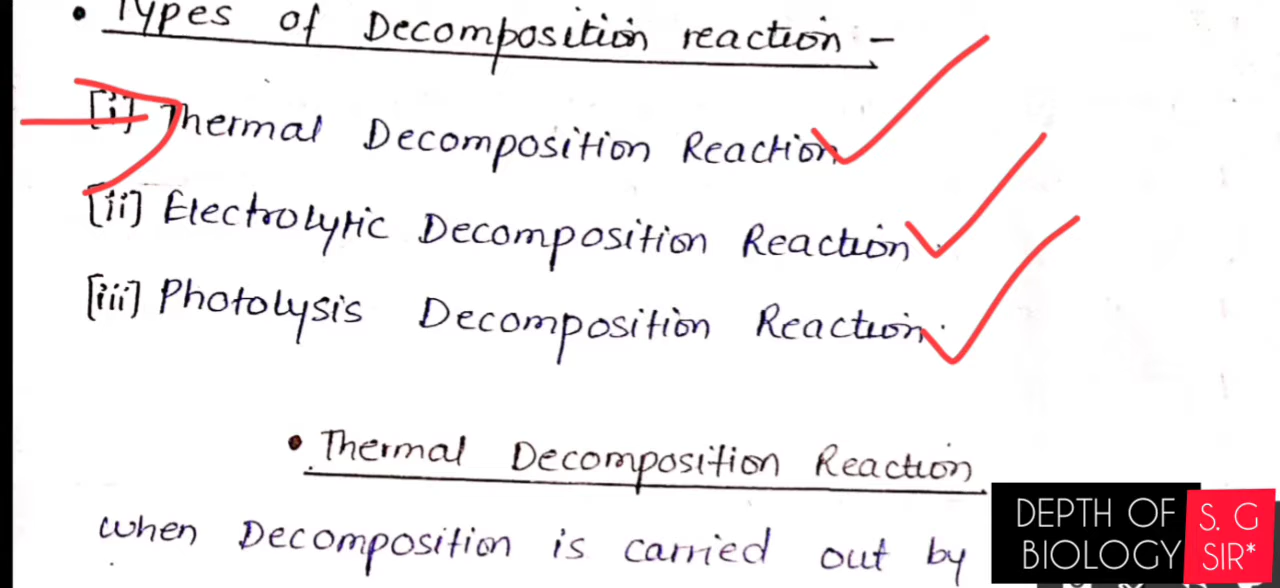 • Types of Decomposition reaction –
[i] Thermal Decomposition Reaction
[ii] Electrolytic Decomposition Reaction
[iii] Photolysis Decomposition Reaction.
• Thermal Decomposition Reaction
when Decomposition is carried out by
DEPTH OF BIOLOGY
S. G SIR*